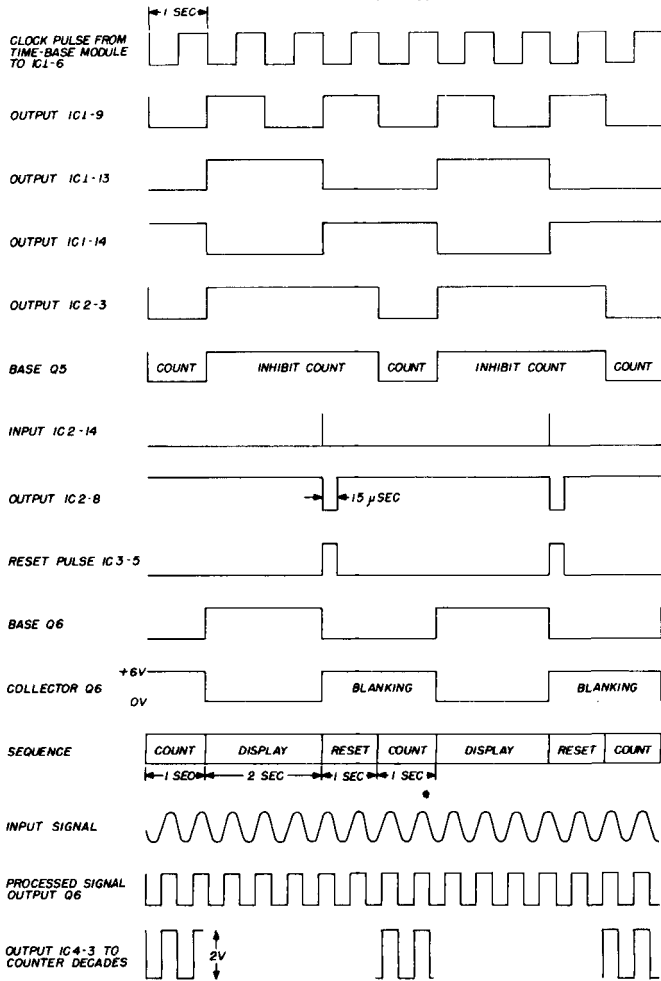 1 SEC
CLOCK PULSE FROM
TIME-BASE MODULE
TO IC1-6
OUTPUT IC1-9
OUTPUT IC1-13
OUTPUT IC1-14
OUTPUT IC2-3
BASE Q5
COUNT
INHIBIT COUNT
COUNT
INHIBIT COUNT
COUNT
INPUT IC2-14
OUTPUT IC2-8
15 μSEC
RESET PULSE IC3-5
BASE Q6
COLLECTOR Q6
+6V
0V
BLANKING
BLANKING
SEQUENCE
COUNT
DISPLAY
RESET
COUNT
DISPLAY
RESET
COUNT
1 SEC
2 SEC
1 SEC
1 SEC
INPUT SIGNAL
PROCESSED SIGNAL
OUTPUT Q6
OUTPUT IC4-3 TO
COUNTER DECADES
2V